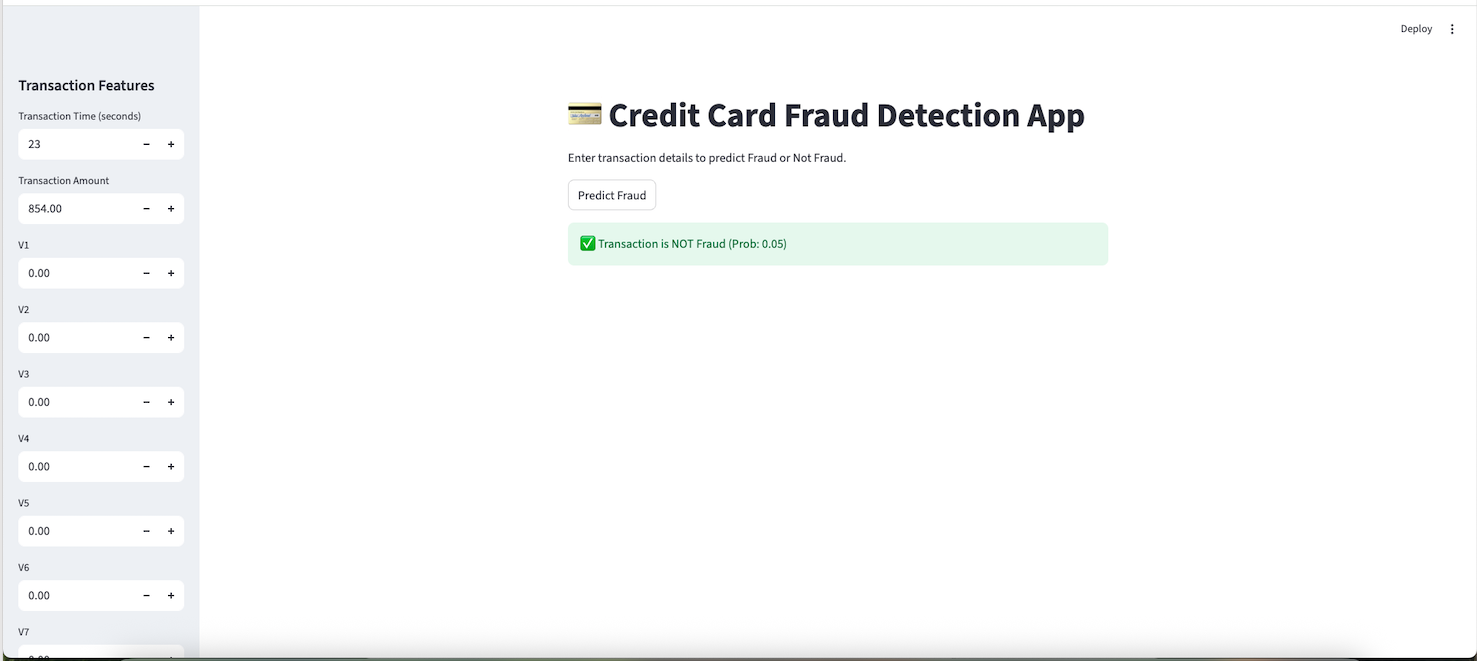 Deploy
Transaction Features
Transaction Time (seconds)
23
Transaction Amount
854.00
V1
0.00
V2
0.00
V3
0.00
V4
0.00
V5
0.00
V6
0.00
V7
💳 Credit Card Fraud Detection App
Enter transaction details to predict Fraud or Not Fraud.
Predict Fraud
✅ Transaction is NOT Fraud (Prob: 0.05)